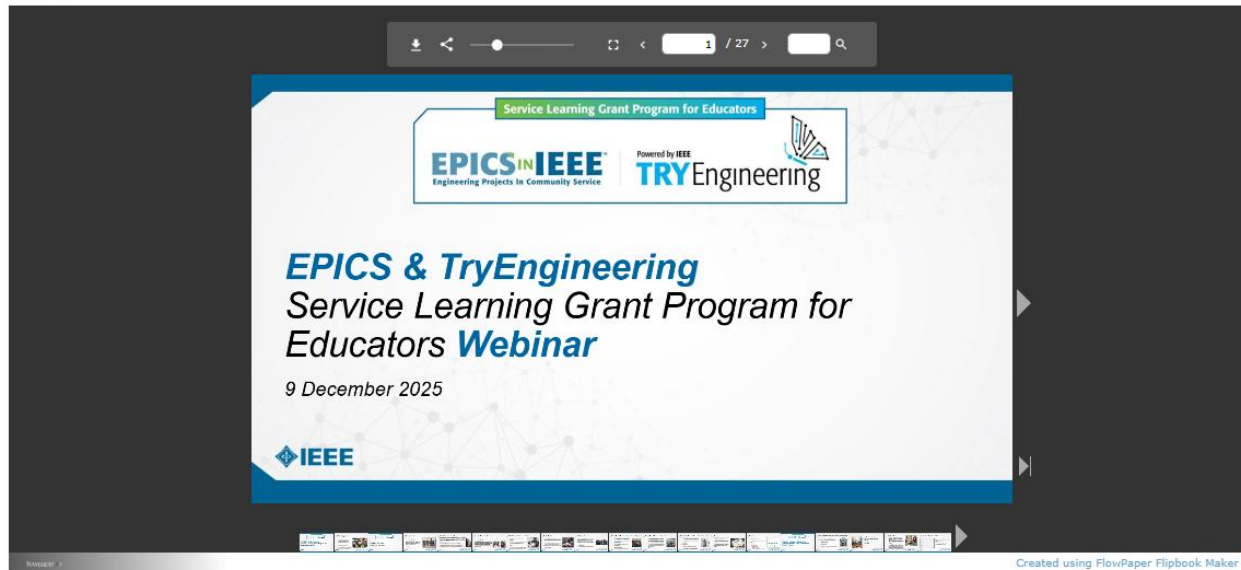 1 / 27
Service Learning Grant Program for Educators
EPICS IN IEEE™
Engineering Projects in Community Service
Powered by IEEE
TRYEngineering
EPICS & TryEngineering
Service Learning Grant Program for
Educators Webinar
9 December 2025
IEEE
Created using FlowPaper Flipbook Maker